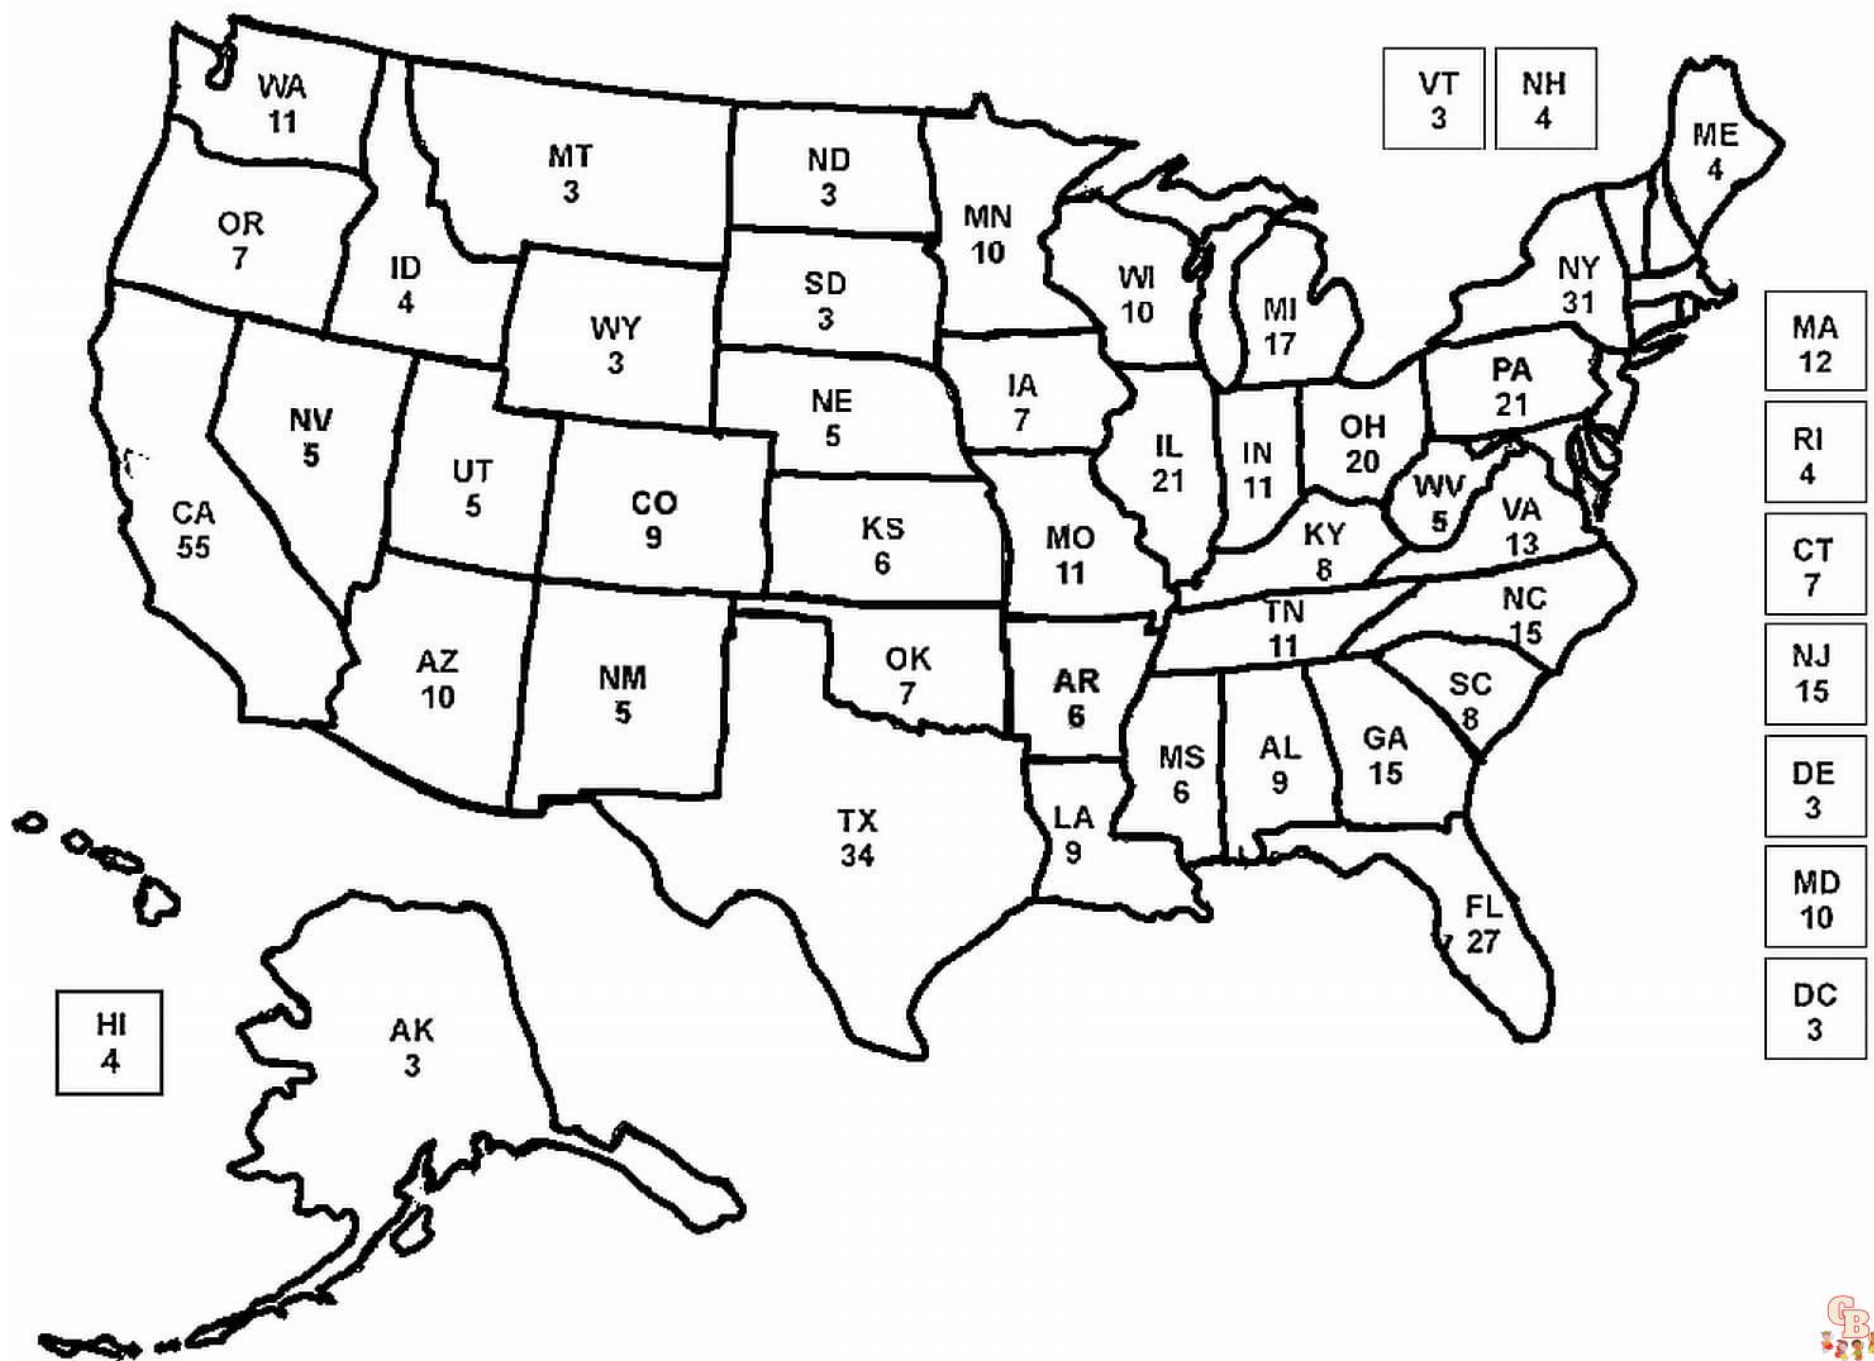 WA
11
OR
7
CA
55
ID
4
NV
5
MT
3
WY
3
UT
5
AZ
10
CO
9
NM
5
ND
3
SD
3
NE
5
KS
6
OK
7
TX
34
MN
10
IA
7
MO
11
AR
6
LA
9
WI
10
IL
21
MI
17
IN
11
OH
20
KY
8
TN
11
MS
6
AL
9
GA
15
FL
27
SC
8
NC
15
VA
13
WV
5
PA
21
NY
31
VT
3
NH
4
ME
4
MA
12
RI
4
CT
7
NJ
15
DE
3
MD
10
DC
3
HI
4
AK
3
GB